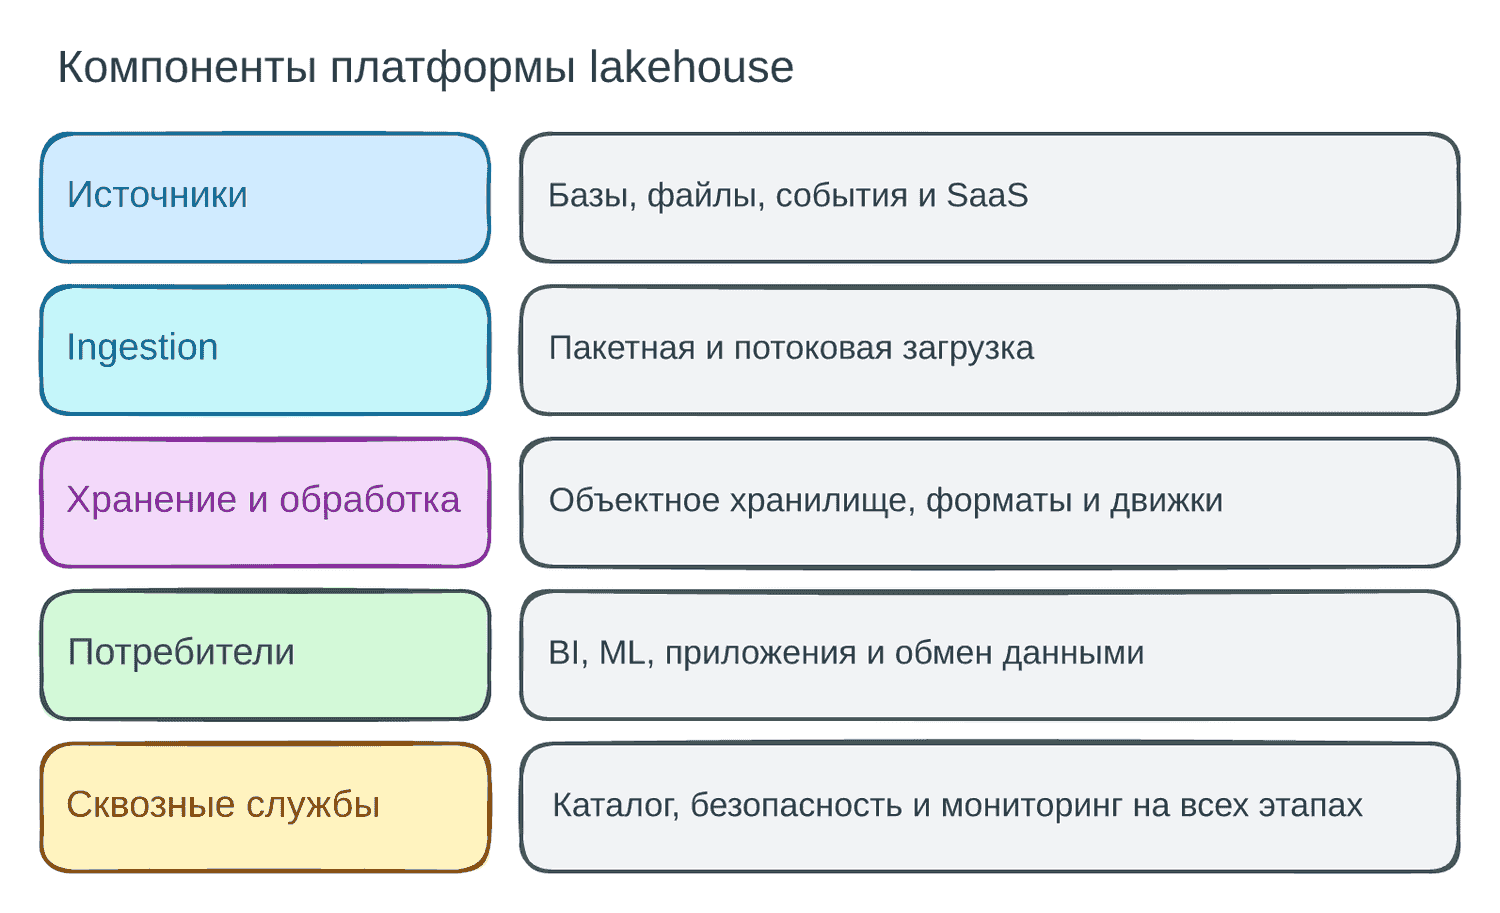 Компоненты платформы lakehouse
Источники
Базы, файлы, события и SaaS
Ingestion
Пакетная и потоковая загрузка
Хранение и обработка
Объектное хранилище, форматы и движки
Потребители
BI, ML, приложения и обмен данными
Сквозные службы
Каталог, безопасность и мониторинг на всех этапах